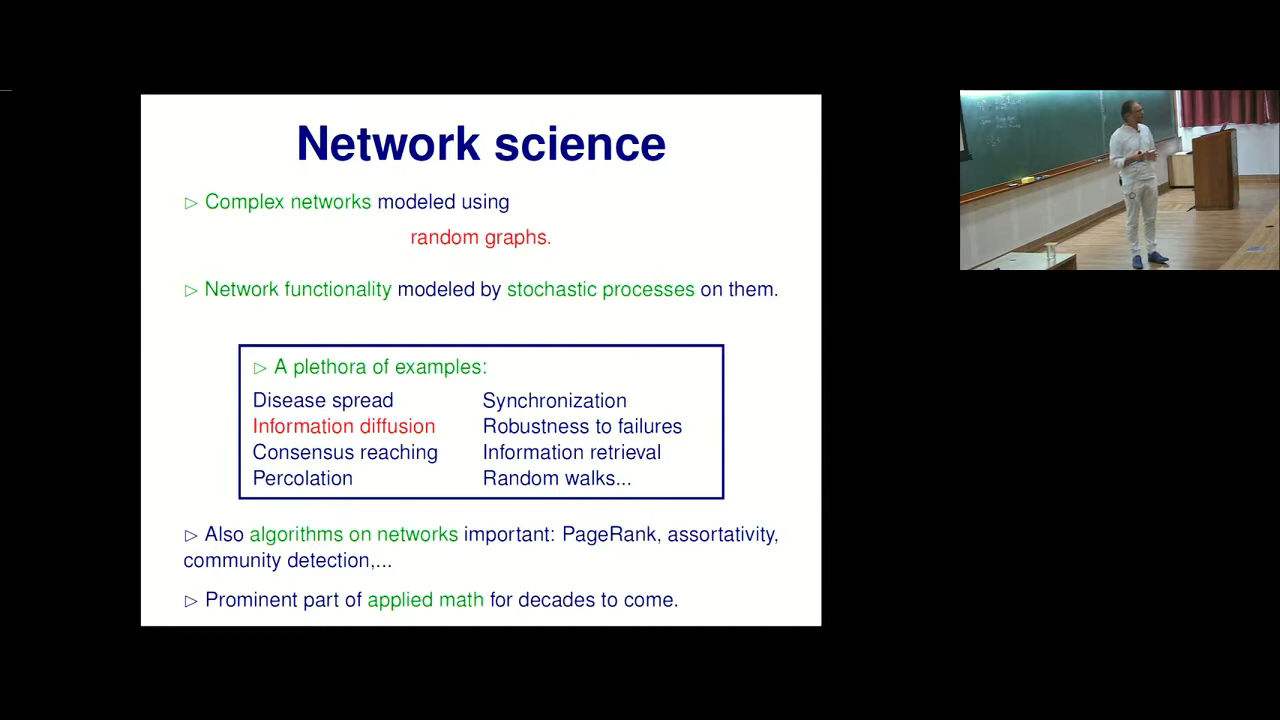 Network science
▷ Complex networks modeled using
random graphs.
▷ Network functionality modeled by stochastic processes on them.
▷ A plethora of examples:
Disease spread Synchronization
Information diffusion Robustness to failures
Consensus reaching Information retrieval
Percolation Random walks...
▷ Also algorithms on networks important: PageRank, assortativity,
community detection,...
▷ Prominent part of applied math for decades to come.